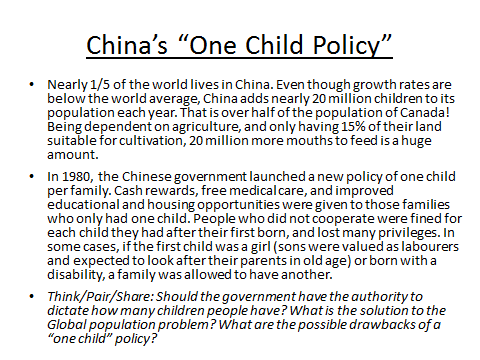 China's “One Child Policy”
• Nearly 1/5 of the world lives in China. Even though growth rates are
below the world average, China adds nearly 20 million children to its
population each year. That is over half of the population of Canada!
Being dependent on agriculture, and only having 15% of their land
suitable for cultivation, 20 million more mouths to feed is a huge
amount.
• In 1980, the Chinese government launched a new policy of one child
per family. Cash rewards, free medical care, and improved
educational and housing opportunities were given to those families
who only had one child. People who did not cooperate were fined for
each child they had after their first born, and lost many privileges. In
some cases, if the first child was a girl (sons were valued as labourers
and expected to look after their parents in old age) or born with a
disability, a family was allowed to have another.
• Think/Pair/Share: Should the government have the authority to
dictate how many children people have? What is the solution to the
Global population problem? What are the possible drawbacks of a
“one child” policy?